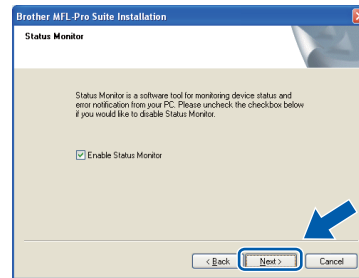 Brother MFL-Pro Suite Installation
Status Monitor
Status Monitor is a software tool for monitoring device status and
error notification from your PC. Please uncheck the checkbox below
if you would like to disable Status Monitor.
Enable Status Monitor
< Back
Next >
Cancel